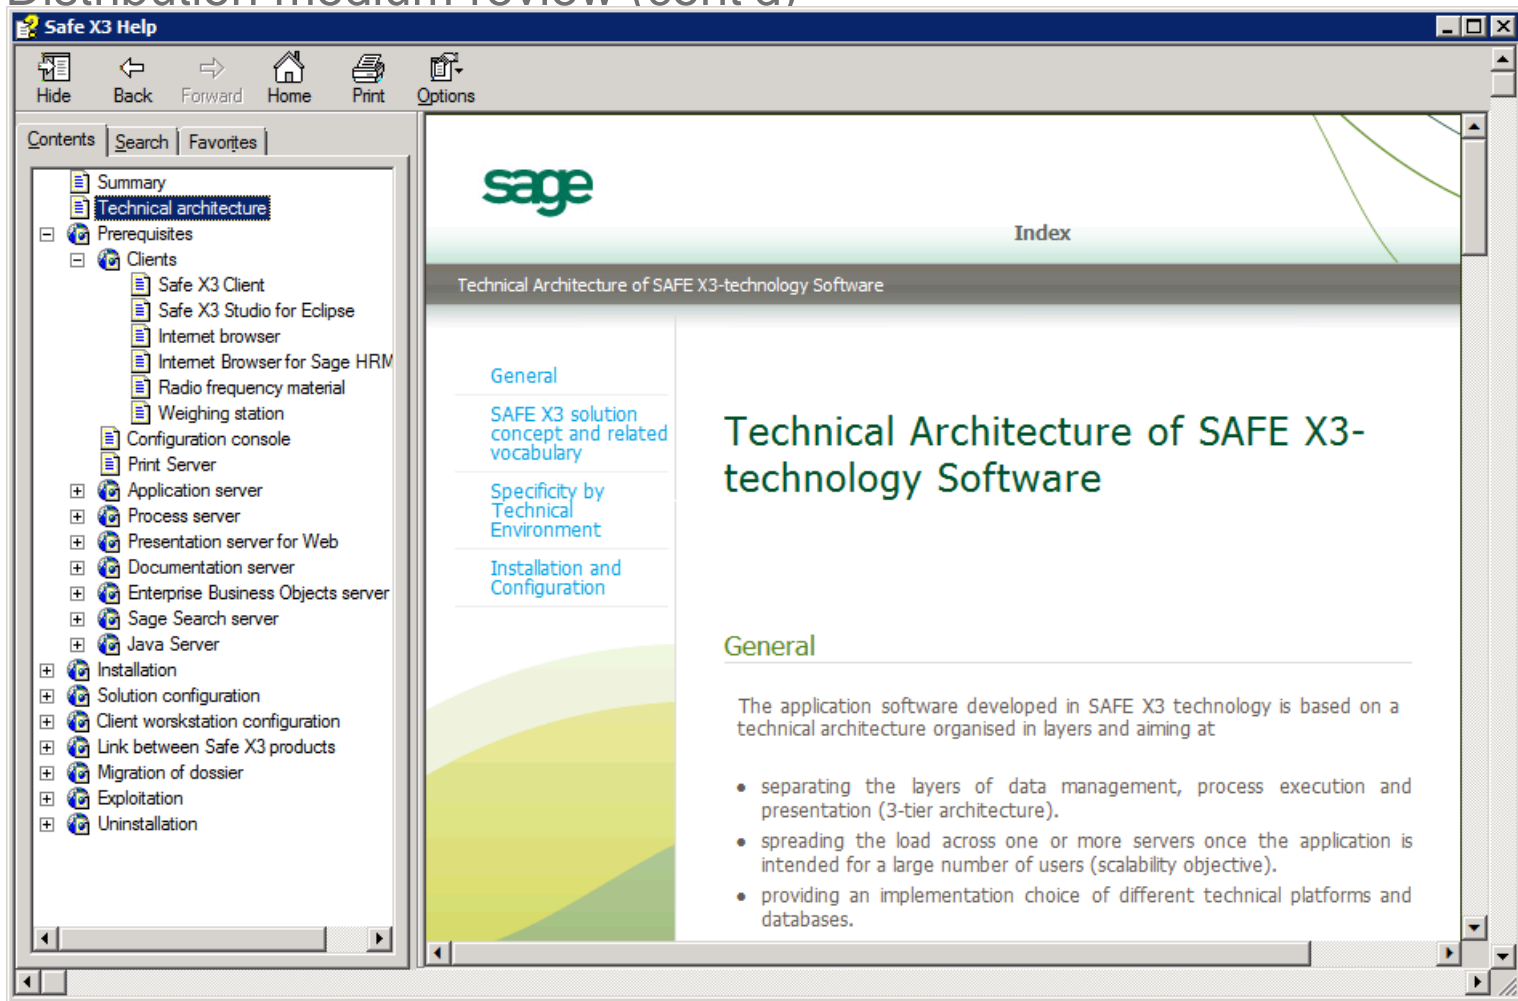 Distribution medium review (cont'd)
Safe X3 Help
Hide Back Forward Home Print Options
Contents Search Favorites
Summary
Technical architecture
Prerequisites
Clients
Safe X3 Client
Safe X3 Studio for Eclipse
Internet browser
Internet Browser for Sage HRM
Radio frequency material
Weighing station
Configuration console
Print Server
Application server
Process server
Presentation server for Web
Documentation server
Enterprise Business Objects server
Sage Search server
Java Server
Installation
Solution configuration
Client worskstation configuration
Link between Safe X3 products
Migration of dossier
Exploitation
Uninstallation
sage
Index
Technical Architecture of SAFE X3-technology Software
General
SAFE X3 solution
concept and related
vocabulary
Specificity by
Technical
Environment
Installation and
Configuration
Technical Architecture of SAFE X3-
technology Software
General
The application software developed in SAFE X3 technology is based on a
technical architecture organised in layers and aiming at
• separating the layers of data management, process execution and
presentation (3-tier architecture).
• spreading the load across one or more servers once the application is
intended for a large number of users (scalability objective).
• providing an implementation choice of different technical platforms and
databases.